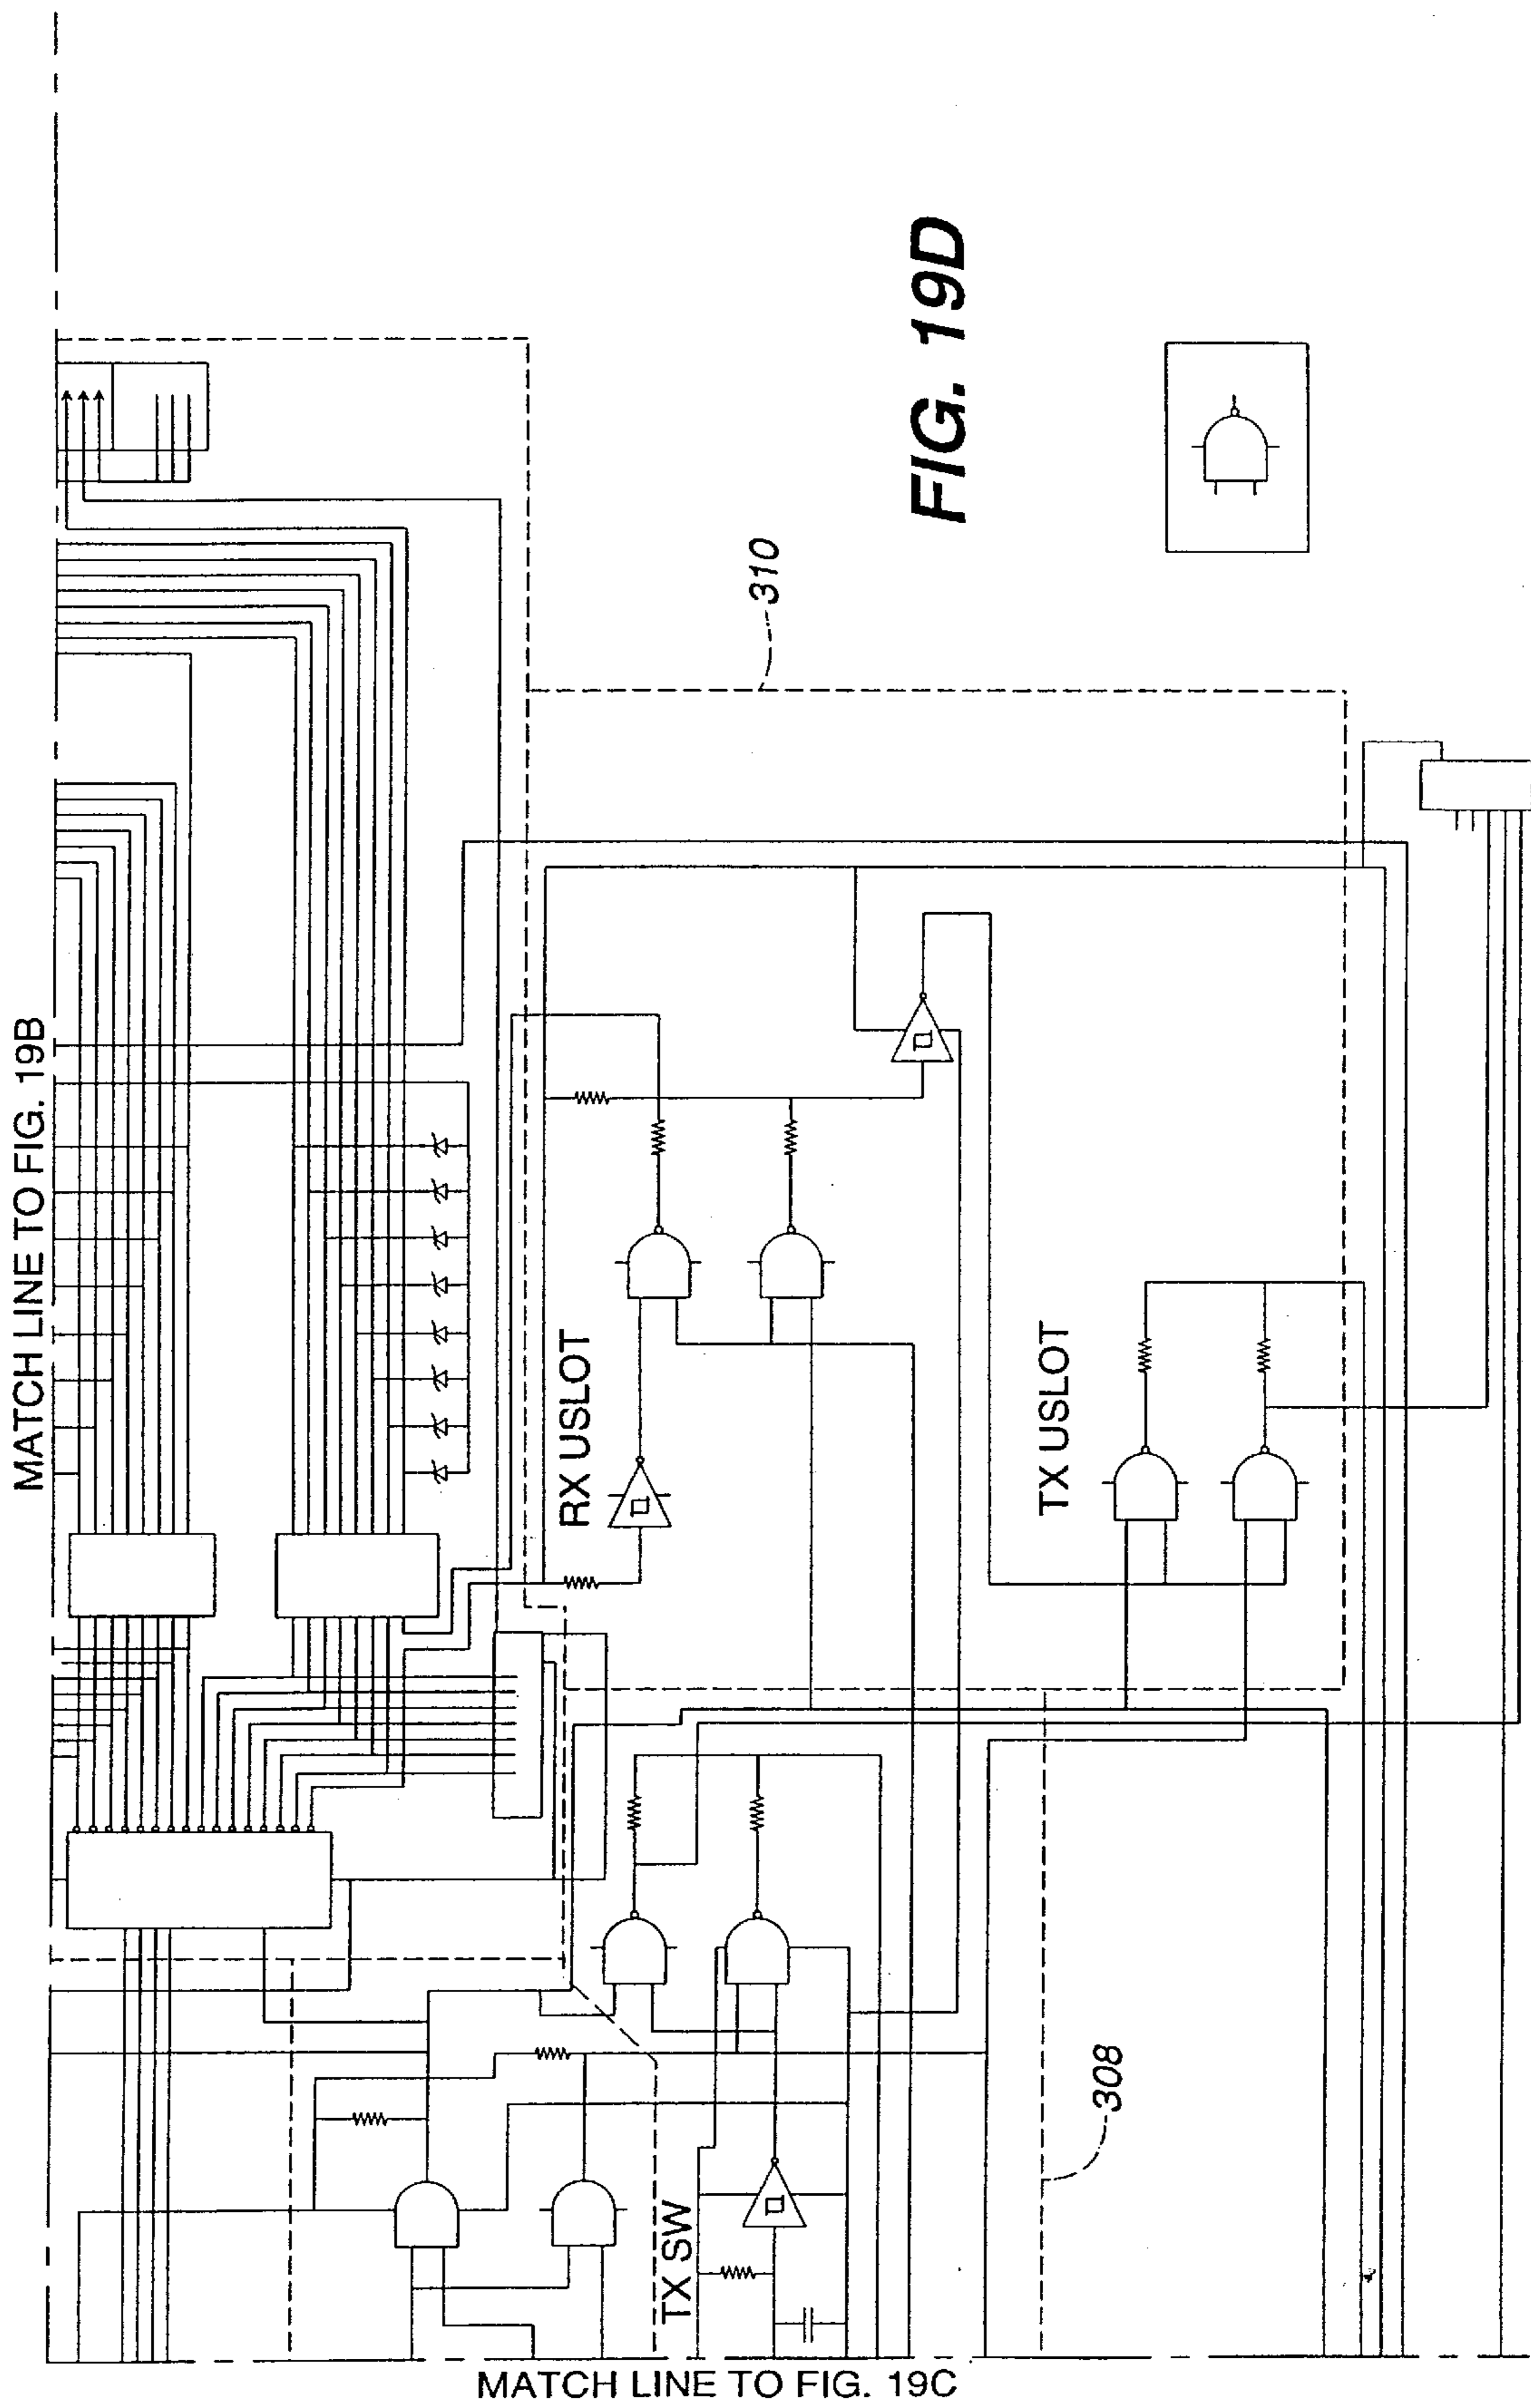 MATCH LINE TO FIG. 19B
FIG. 19D
310
RX USLOT
TX USLOT
TX SW
308
MATCH LINE TO FIG. 19C